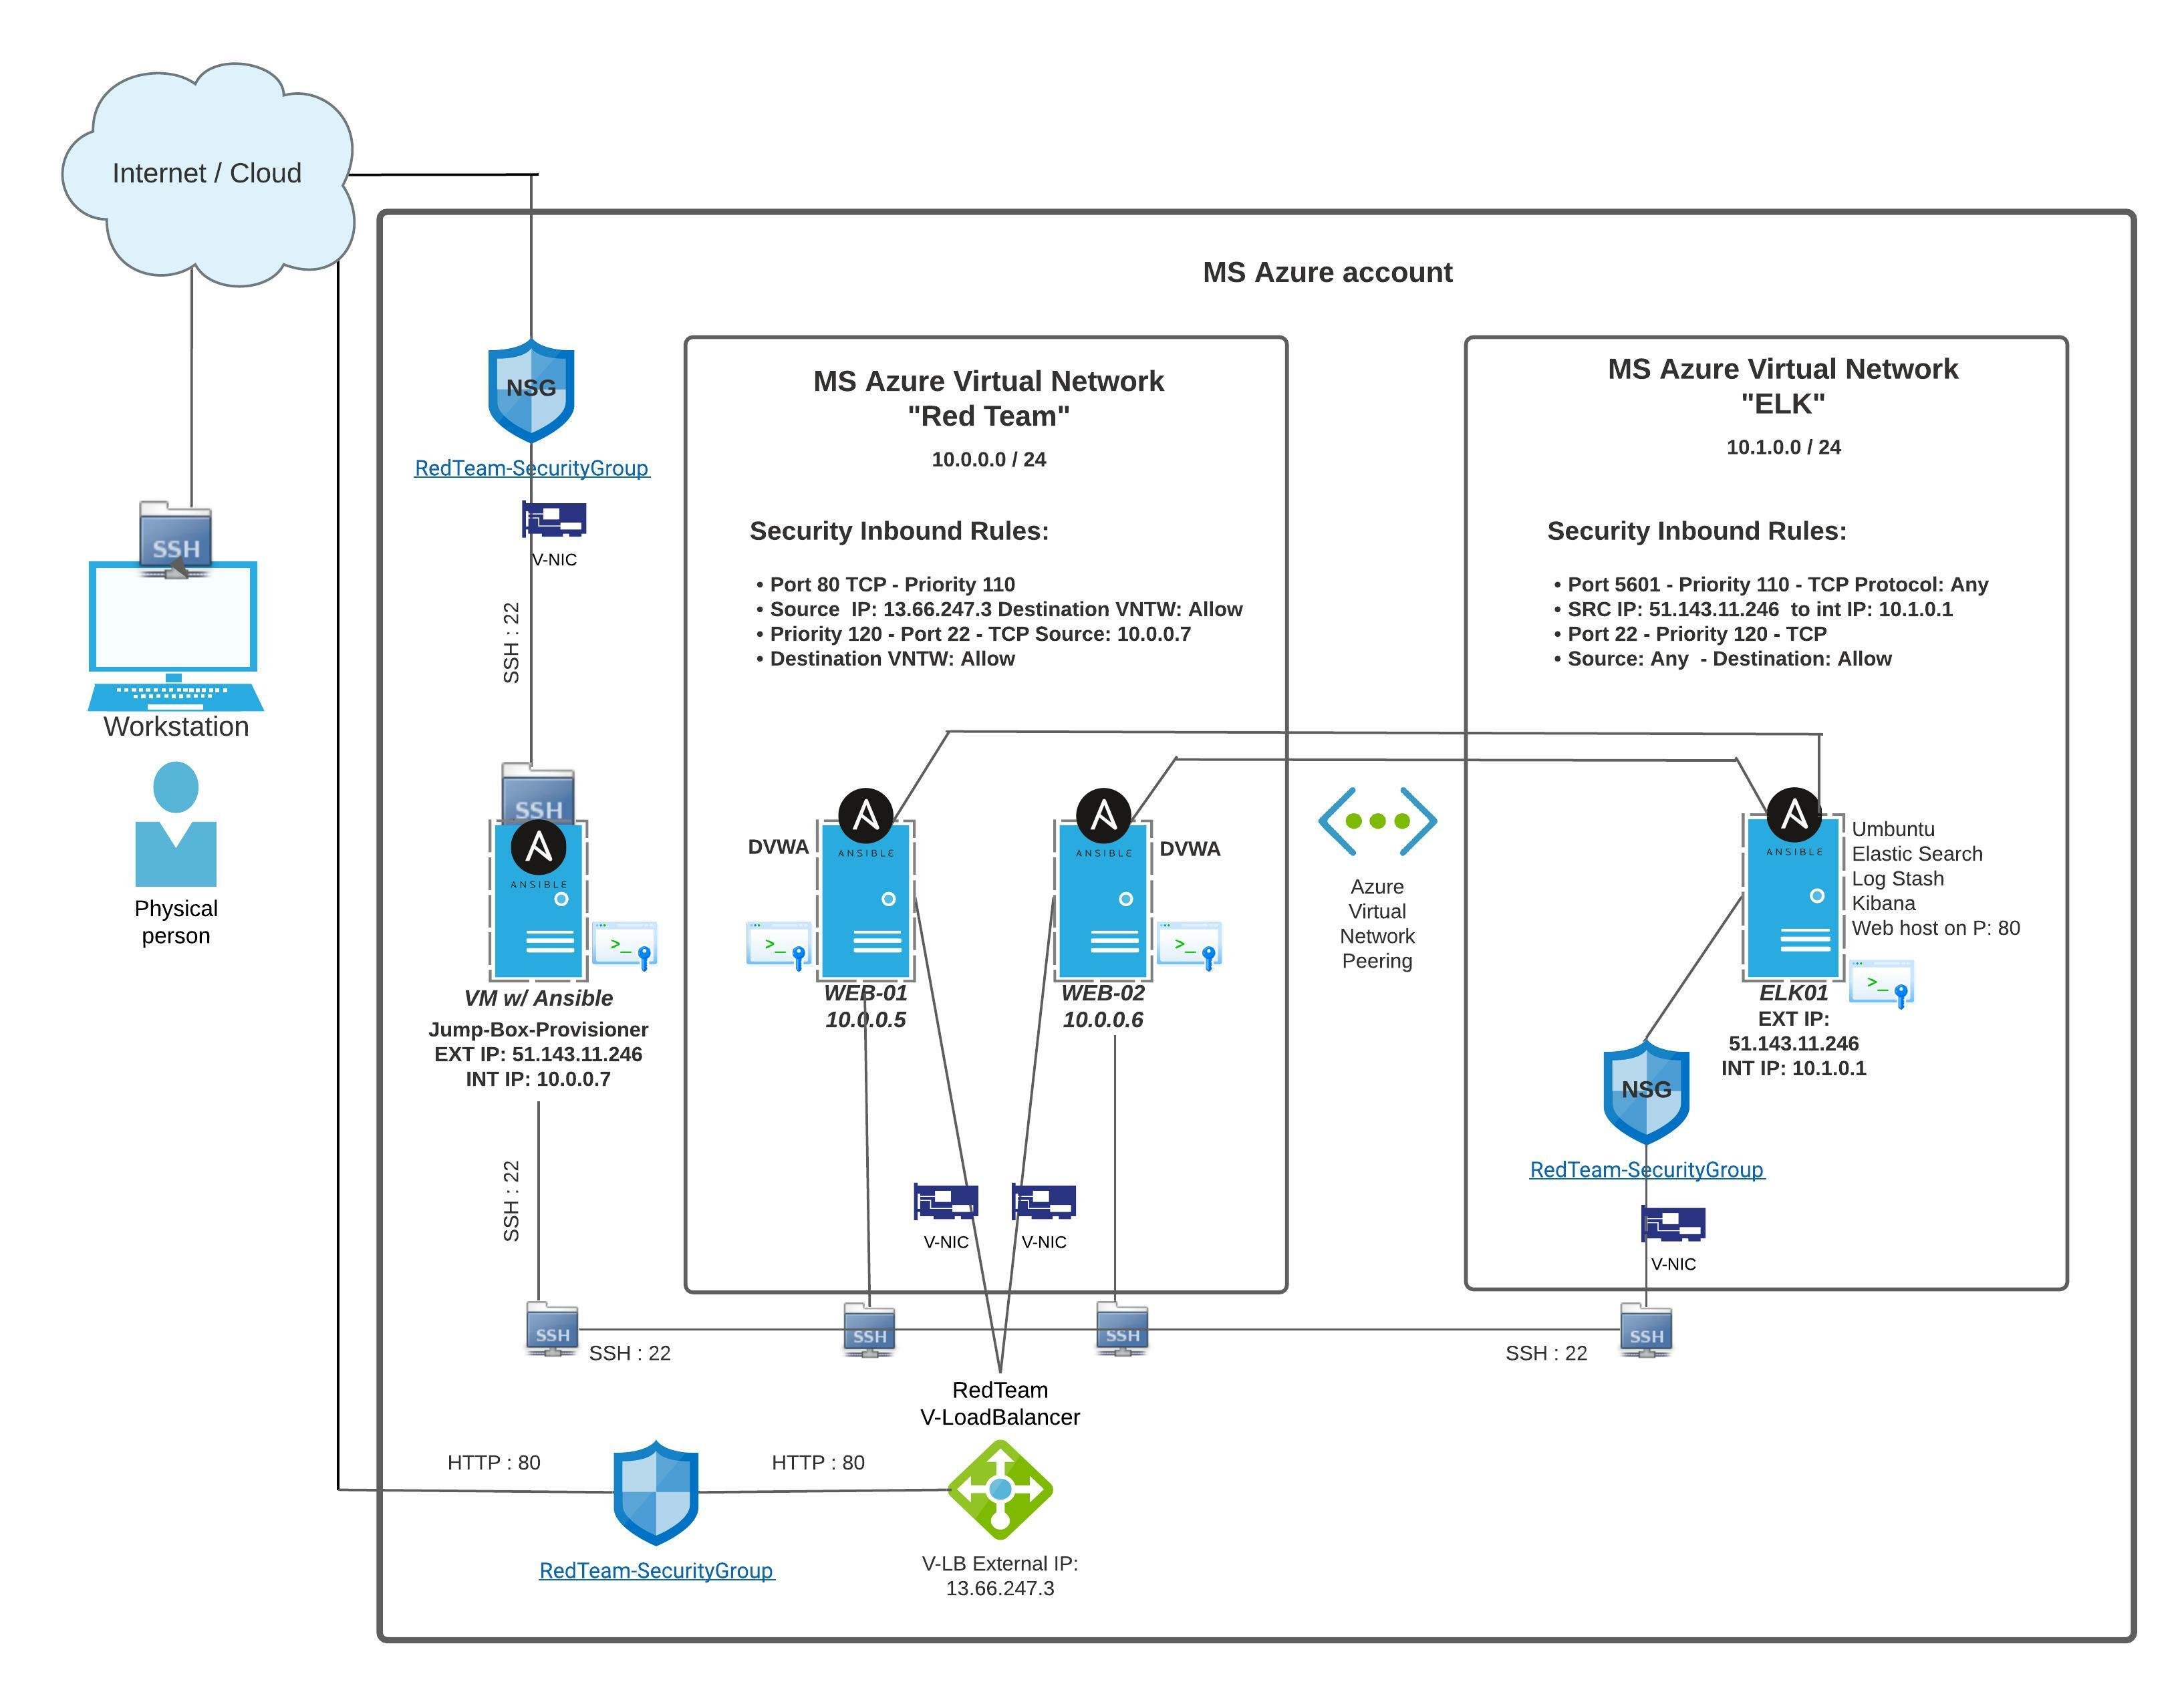 Internet / Cloud
MS Azure account
NSG
RedTeam-SecurityGroup
V-NIC
SSH : 22
SSH
Workstation
Physical
person
MS Azure Virtual Network
"Red Team"
10.0.0.0 / 24
Security Inbound Rules:
• Port 80 TCP - Priority 110
• Source  IP: 13.66.247.3 Destination VNTW: Allow
• Priority 120 - Port 22 - TCP Source: 10.0.0.7
• Destination VNTW: Allow
MS Azure Virtual Network
"ELK"
10.1.0.0 / 24
Security Inbound Rules:
• Port 5601 - Priority 110 - TCP Protocol: Any
• SRC IP: 51.143.11.246  to int IP: 10.1.0.1
• Port 22 - Priority 120 - TCP
• Source: Any  - Destination: Allow
SSH
ANSIBLE
>_
VM w/ Ansible
Jump-Box-Provisioner
EXT IP: 51.143.11.246
INT IP: 10.0.0.7
DVWA
ANSIBLE
>_
WEB-01
10.0.0.5
ANSIBLE
DVWA
>_
WEB-02
10.0.0.6
Azure
Virtual
Network
Peering
ANSIBLE
Umbuntu
Elastic Search
Log Stash
Kibana
Web host on P: 80
>_
ELK01
EXT IP:
51.143.11.246
INT IP: 10.1.0.1
NSG
RedTeam-SecurityGroup
V-NIC
V-NIC
V-NIC
SSH : 22
SSH
SSH : 22
SSH
SSH
SSH : 22
SSH
RedTeam
V-LoadBalancer
HTTP : 80
HTTP : 80
RedTeam-SecurityGroup
V-LB External IP:
13.66.247.3